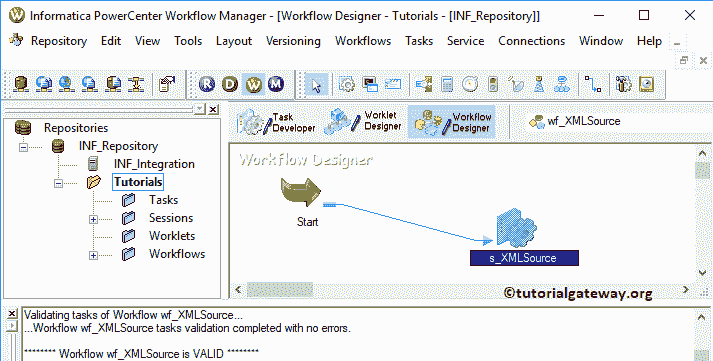 Informatica PowerCenter Workflow Manager - [Workflow Designer - Tutorials - [INF_Repository]]
Repository Edit View Tools Layout Versioning Workflows Tasks Service Connections Window Help
R D W M
Task Developer
Worklet Designer
Workflow Designer
wf_XMLSource
Repositories
INF_Repository
INF_Integration
Tutorials
Tasks
Sessions
Worklets
Workflows
Workflow Designer
Start
s_XMLSource
©tutorialgateway.org
Validating tasks of Workflow wf_XMLSource...
...Workflow wf_XMLSource tasks validation completed with no errors.
******** Workflow wf_XMLSource is VALID ********